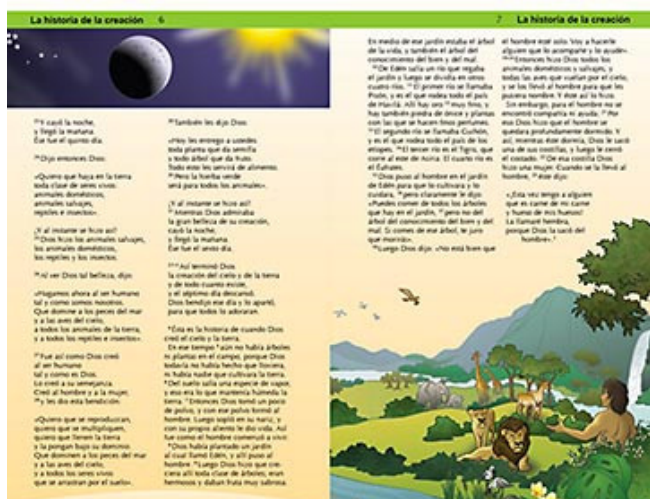 La historia de la creación 6
²³Y cayó la noche,
y llegó la mañana.
Ése fue el quinto día.
²⁴Dijo entonces Dios:
«Quiero que haya en la tierra
toda clase de seres vivos:
animales domésticos,
animales salvajes,
reptiles e insectos».
¡Y al instante se hizo así!
²⁵Dios hizo los animales salvajes,
los animales domésticos,
los reptiles y los insectos.
²⁶Al ver Dios tal belleza, dijo:
«Hagamos ahora al ser humano
tal y como somos nosotros.
Que domine a los peces del mar
y a las aves del cielo,
a todos los animales de la tierra,
y a todos los reptiles e insectos».
²⁷Fue así como Dios creó
al ser humano
tal y como es Dios.
Lo creó a su semejanza.
Creó al hombre y a la mujer,
²⁸y les dio esta bendición:
«Quiero que se reproduzcan,
quiero que se multipliquen,
quiero que llenen la tierra
y la pongan bajo su dominio.
Que dominen a los peces del mar
y a las aves del cielo,
y a todos los seres vivos
que se arrastran por el suelo».
²⁹También les dijo Dios:
«Hoy les entrego a ustedes
toda planta que da semilla
y todo árbol que da fruto.
Todo esto les servirá de alimento.
³⁰Pero la hierba verde
será para todos los animales».
¡Y al instante se hizo así!
³¹Mientras Dios admiraba
la gran belleza de su creación,
cayó la noche,
y llegó la mañana.
Ése fue el sexto día.
Así terminó Dios
la creación del cielo y de la tierra
y de todo cuanto existe,
y el séptimo día descansó.
Dios bendijo ese día y lo apartó,
para que todos lo adoraran.
⁴Ésta es la historia de cuando Dios
creó el cielo y la tierra.
En ese tiempo ⁵aún no había árboles
ni plantas en el campo, porque Dios
todavía no había hecho que lloviera,
ni había nadie que cultivara la tierra.
⁶Del suelo salía una especie de vapor,
y eso era lo que mantenía húmeda la
tierra. ⁷Entonces Dios tomó un poco
de polvo, y con ese polvo formó al
hombre. Luego sopló en su nariz, y
con su propio aliento le dio vida. Así
fue como el hombre comenzó a vivir.
⁸Dios había plantado un jardín
al cual llamó Edén, y allí puso al
hombre. ⁹Luego Dios hizo que cre-
ciera allí toda clase de árboles; eran
hermosos y daban fruta muy sabrosa.
7 La historia de la creación
En medio de ese jardín estaba el árbol
de la vida, y también el árbol del
conocimiento del bien y del mal.
¹⁰De Edén salía un río que regaba
el jardín y luego se dividía en otros
cuatro ríos. ¹¹El primer río se llamaba
Pisón, y es el que rodea todo el país
de Havilá. Allí hay oro ¹²muy fino, y
hay también piedra de ónice y plantas
con las que se hacen finos perfumes.
¹³El segundo río se llamaba Guihón,
y es el que rodea todo el país de los
etíopes. ¹⁴El tercer río es el Tigris, que
corre al este de Asiria. El cuarto río es
el Éufrates.
¹⁵Dios puso al hombre en el jardín
de Edén para que lo cultivara y lo
cuidara, ¹⁶pero claramente le dijo:
«Puedes comer de todos los árboles
que hay en el jardín, ¹⁷pero no del
árbol del conocimiento del bien y del
mal. Si comes de ese árbol, te juro
que morirás».
¹⁸Luego Dios dijo: «No está bien que
el hombre esté solo. Voy a hacerle
alguien que lo acompañe y lo ayude».
Entonces hizo Dios todos los
animales domésticos y salvajes, y
todas las aves que vuelan por el cielo,
y se los llevó al hombre para que les
pusiera nombre. Y éste así lo hizo.
Sin embargo, para el hombre no se
encontró compañía ni ayuda. ²¹Por
eso Dios hizo que el hombre se
quedara profundamente dormido. Y
así, mientras éste dormía, Dios le sacó
una de sus costillas, y luego le cerró
el costado. ²²De esa costilla Dios
hizo una mujer. Cuando se la llevó al
hombre, ²³éste dijo:
«¡Esta vez tengo a alguien
que es carne de mi carne
y hueso de mis huesos!
La llamaré hembra,
porque Dios la sacó del
hombre».